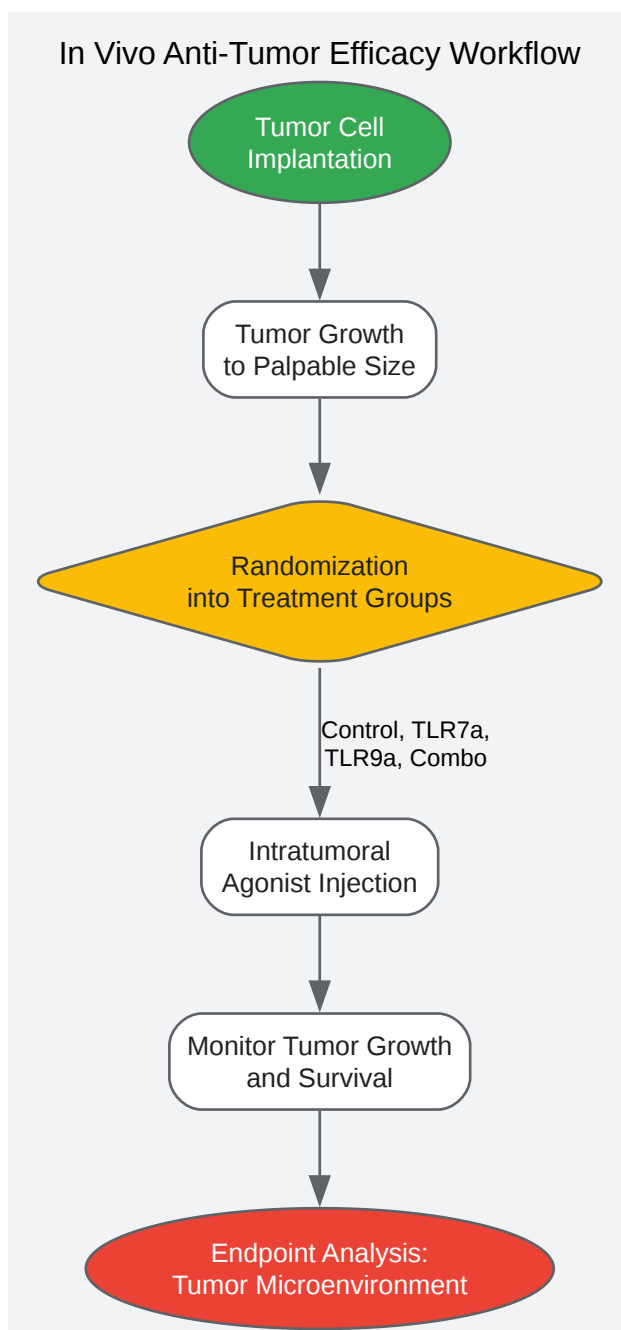 In Vivo Anti-Tumor Efficacy Workflow
Tumor Cell
Implantation
Tumor Growth
to Palpable Size
Randomization
into Treatment Groups
Control, TLR7a,
TLR9a, Combo
Intratumoral
Agonist Injection
Monitor Tumor Growth
and Survival
Endpoint Analysis:
Tumor Microenvironment